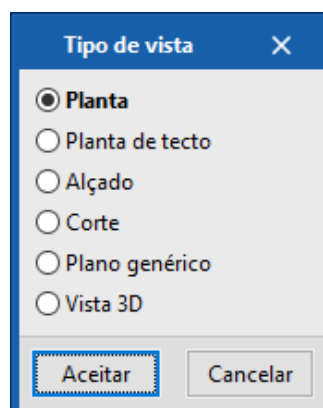 Tipo de vista
Planta
Planta de tecto
Alçado
Corte
Plano genérico
Vista 3D
Aceitar Cancelar